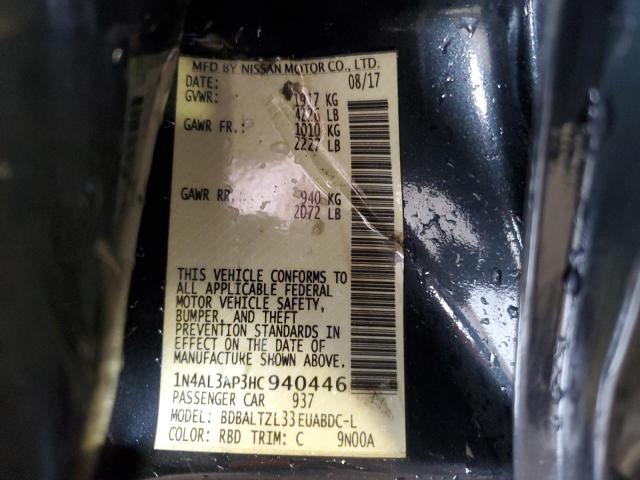 MFD BY NISSAN MOTOR CO., LTD.
DATE: 08/17
GVWR: 1917 KG
4226 LB
GAWR FR.: 1010 KG
2227 LB
GAWR RR.: 940 KG
2072 LB
THIS VEHICLE CONFORMS TO
ALL APPLICABLE FEDERAL
MOTOR VEHICLE SAFETY,
BUMPER, AND THEFT
PREVENTION STANDARDS IN
EFFECT ON THE DATE OF
MANUFACTURE SHOWN ABOVE.
1N4AL3AP3HC940446
PASSENGER CAR 937
MODEL: BDBALTZL33EUABDC-L
COLOR: RBD TRIM: C 9N00A